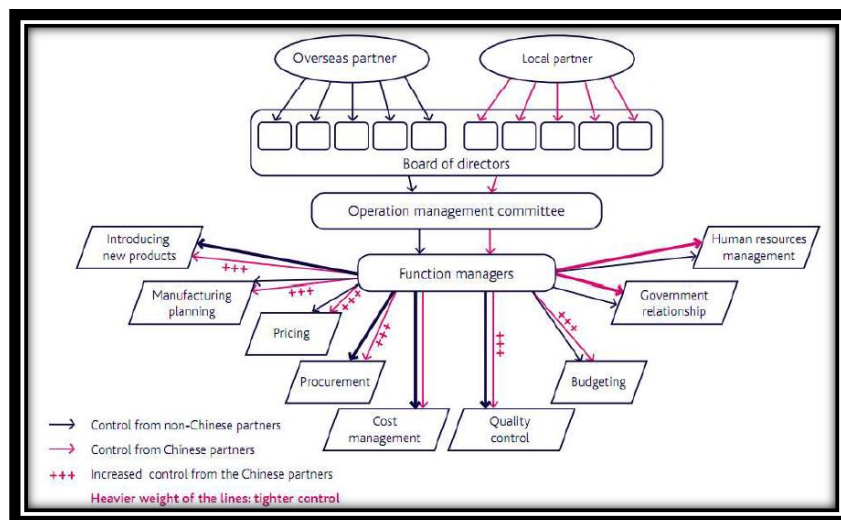 Overseas partner
Local partner
Board of directors
Operation management committee
Function managers
Introducing
new products
+++
Human resources
management
Manufacturing
planning
+++
Government
relationship
Pricing
+++
Procurement
+++
Cost
management
Quality
control
+++
Budgeting
+++
Control from non-Chinese partners
Control from Chinese partners
+++ Increased control from the Chinese partners
Heavier weight of the lines: tighter control